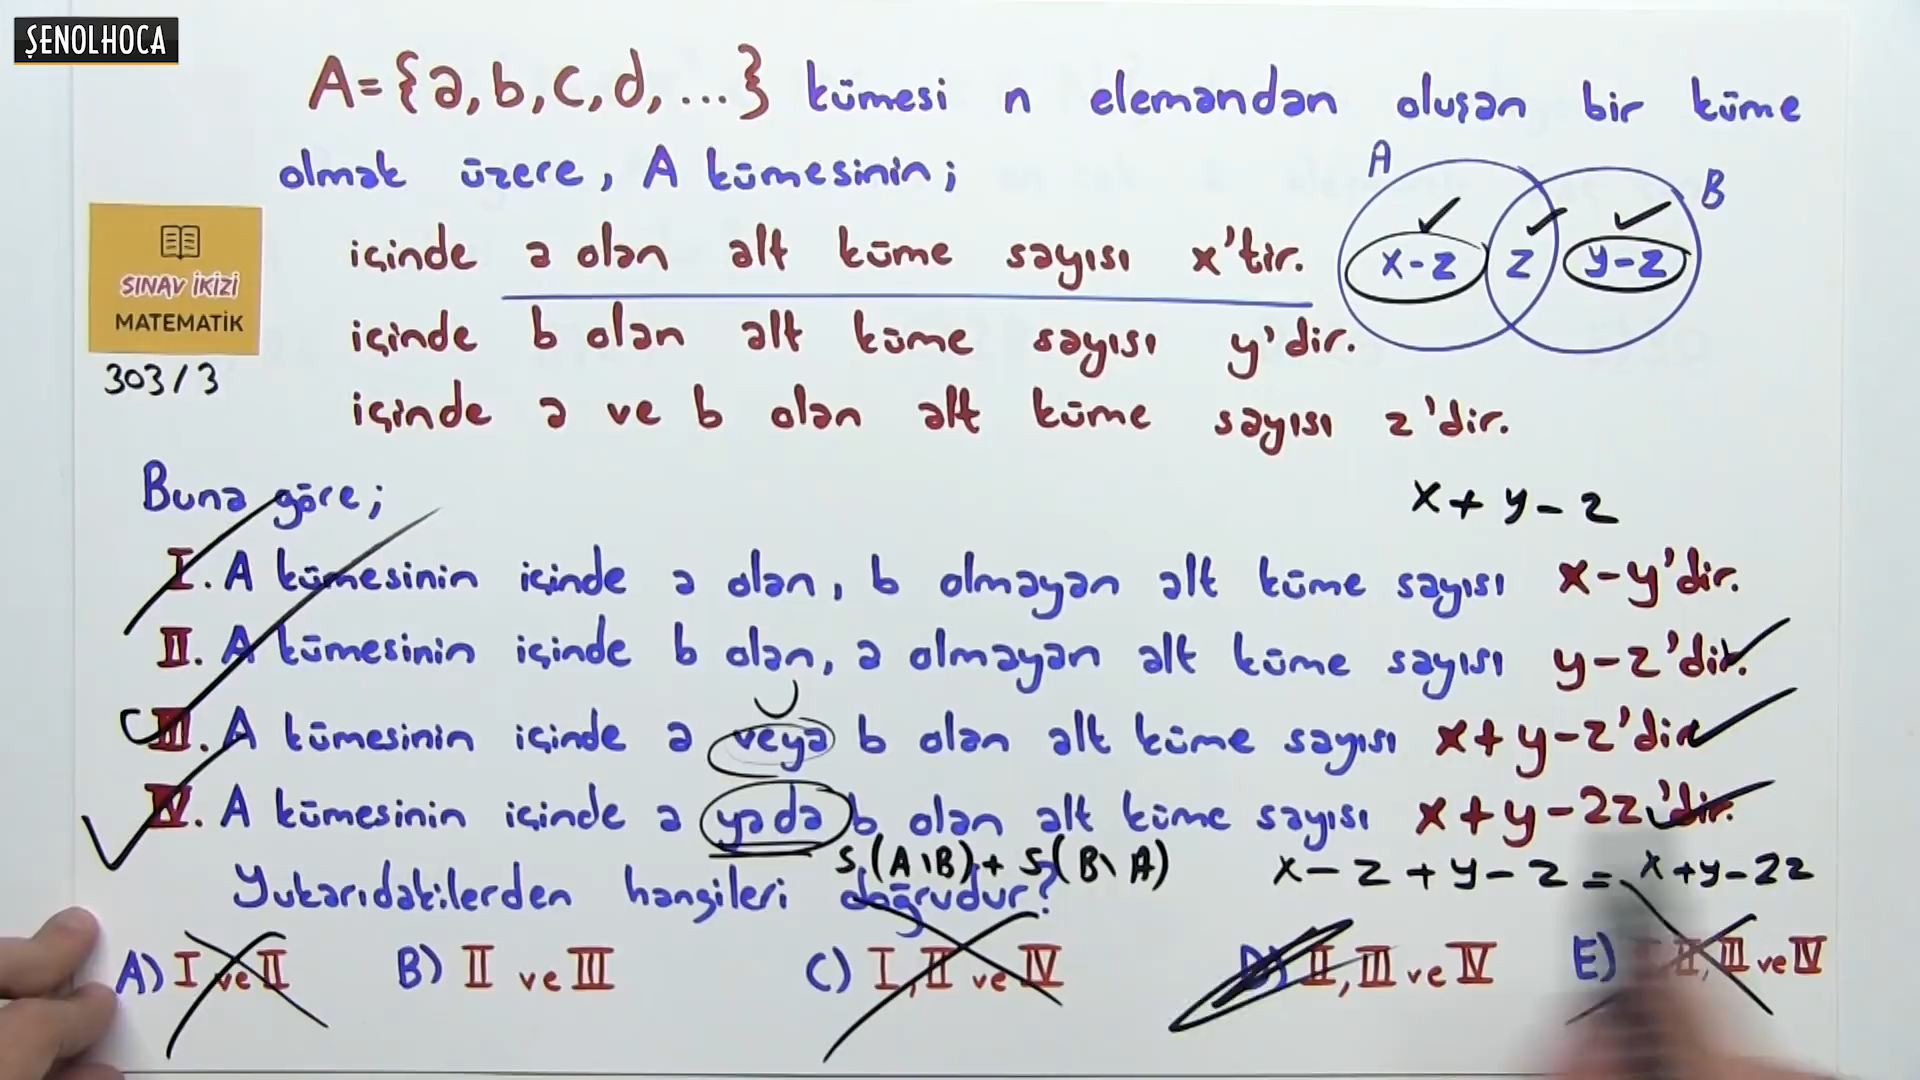 ŞENOLHOCA
A={a,b,c,d,...} kümesi n elemandan oluşan bir küme
olmak üzere, A kümesinin;
A
B
x-z z y-z
içinde a olan alt küme sayısı x'tir.
içinde b olan alt küme sayısı y'dir.
içinde a ve b olan alt küme sayısı z'dir.
SINAV İKİZİ
MATEMATİK
303/3
Buna göre;
x+y-z
I. A kümesinin içinde a olan, b olmayan alt küme sayısı x-y'dir.
II. A kümesinin içinde b olan, a olmayan alt küme sayısı y-z'dir.
III. A kümesinin içinde a veya b olan alt küme sayısı x+y-z'dir.
IV. A kümesinin içinde a yada b olan alt küme sayısı x+y-2z'dir.
s(A\B)+s(B\A) x-z+y-z=x+y-2z
Yukarıdakilerden hangileri doğrudur?
A) I ve II B) II ve III C) I, II ve IV D) II, III ve IV E) II, III ve IV